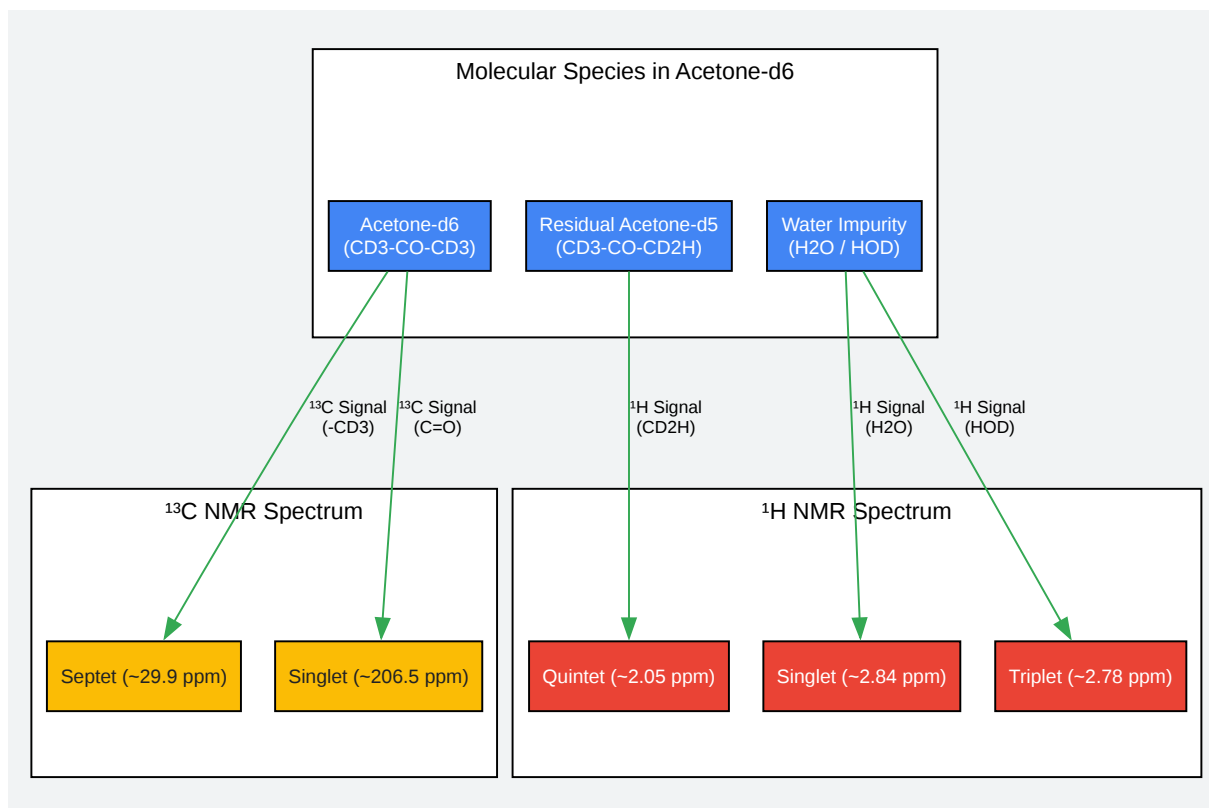 Molecular Species in Acetone-d6
Acetone-d6
(CD3-CO-CD3)
Residual Acetone-d5
(CD3-CO-CD2H)
Water Impurity
(H2O / HOD)
¹³C Signal
(-CD3)
¹³C Signal
(C=O)
¹H Signal
(CD2H)
¹H Signal
(H2O)
¹H Signal
(HOD)
¹³C NMR Spectrum
¹H NMR Spectrum
Septet (~29.9 ppm)
Singlet (~206.5 ppm)
Quintet (~2.05 ppm)
Singlet (~2.84 ppm)
Triplet (~2.78 ppm)